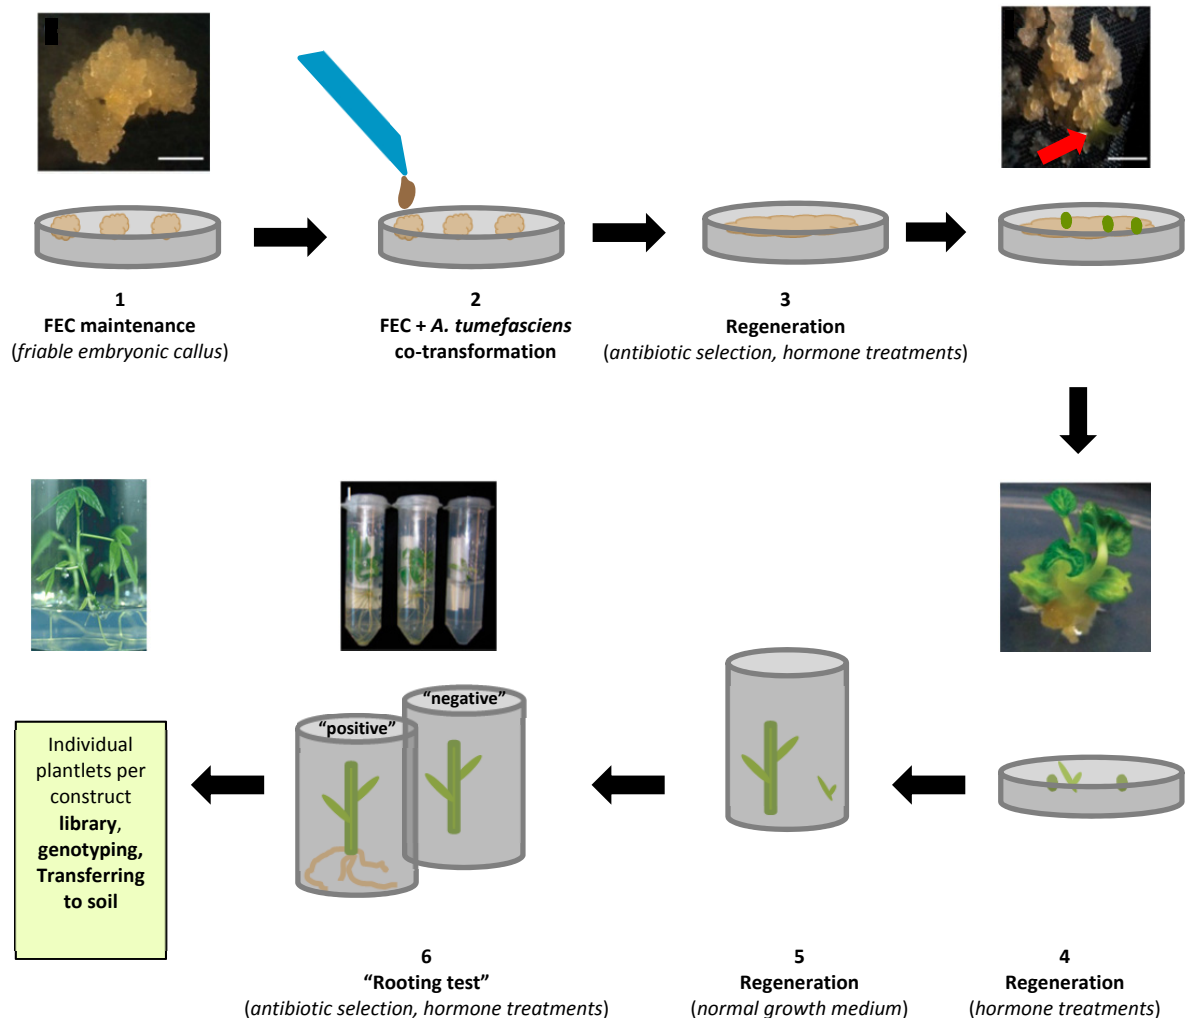 1
FEC maintenance
(friable embryonic callus)
2
FEC + A. tumefasciens
co-transformation
3
Regeneration
(antibiotic selection, hormone treatments)
4
Regeneration
(hormone treatments)
5
Regeneration
(normal growth medium)
"positive"
"negative"
6
"Rooting test"
(antibiotic selection, hormone treatments)
Individual
plantlets per
construct
library,
genotyping,
Transferring
to soil